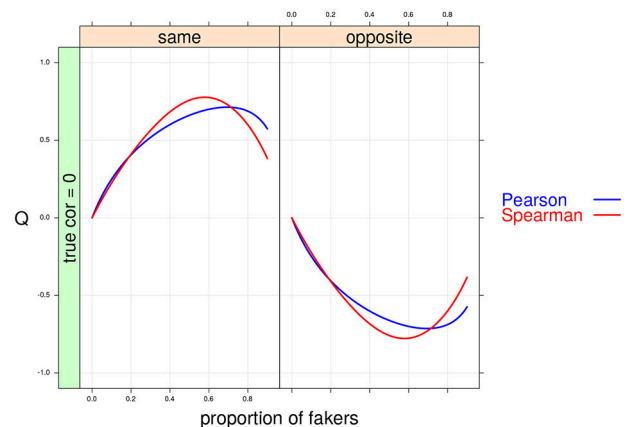 0.0 0.2 0.4 0.6 0.8
same opposite
1.0
0.5
0.0
-0.5
-1.0
Q
true cor = 0
0.0 0.2 0.4 0.6 0.8
proportion of fakers
Pearson
Spearman